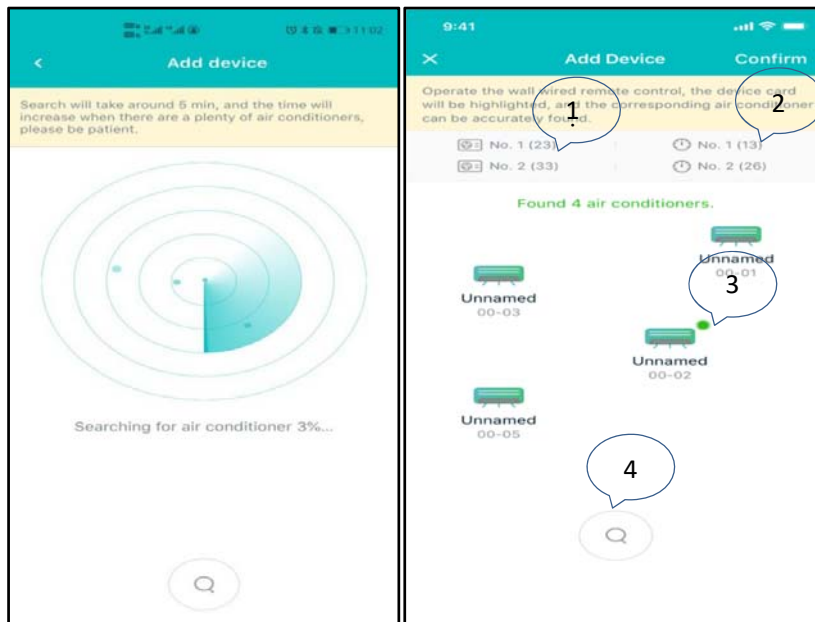 11:02
Add device
Search will take around 5 min, and the time will
increase when there are a plenty of air conditioners,
please be patient.
Searching for air conditioner 3%...
9:41
Add Device
Confirm
Operate the wall wired remote control, the device card
will be highlighted, and the corresponding air conditioner
can be accurately found.
1
2
No. 1 (23)
No. 1 (13)
No. 2 (33)
No. 2 (26)
Found 4 air conditioners.
Unnamed
00-01
Unnamed
00-03
3
Unnamed
00-02
Unnamed
00-05
4